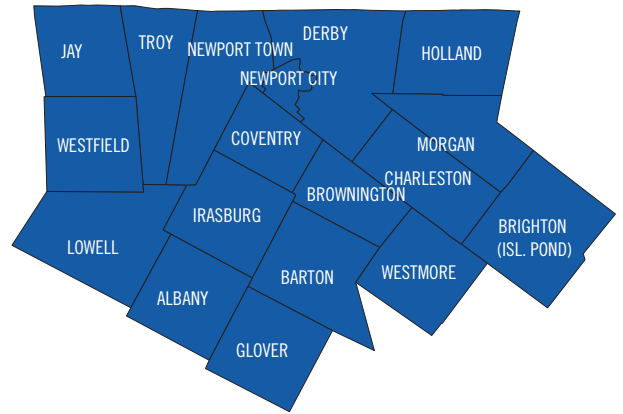 DERBY
TROY
NEWPORT TOWN
JAY
HOLLAND
NEWPORT CITY
COVENTRY
MORGAN
WESTFIELD
CHARLESTON
BROWNINGTON
IRASBURG
BRIGHTON
(ISL. POND)
LOWELL
BARTON
WESTMORE
ALBANY
GLOVER